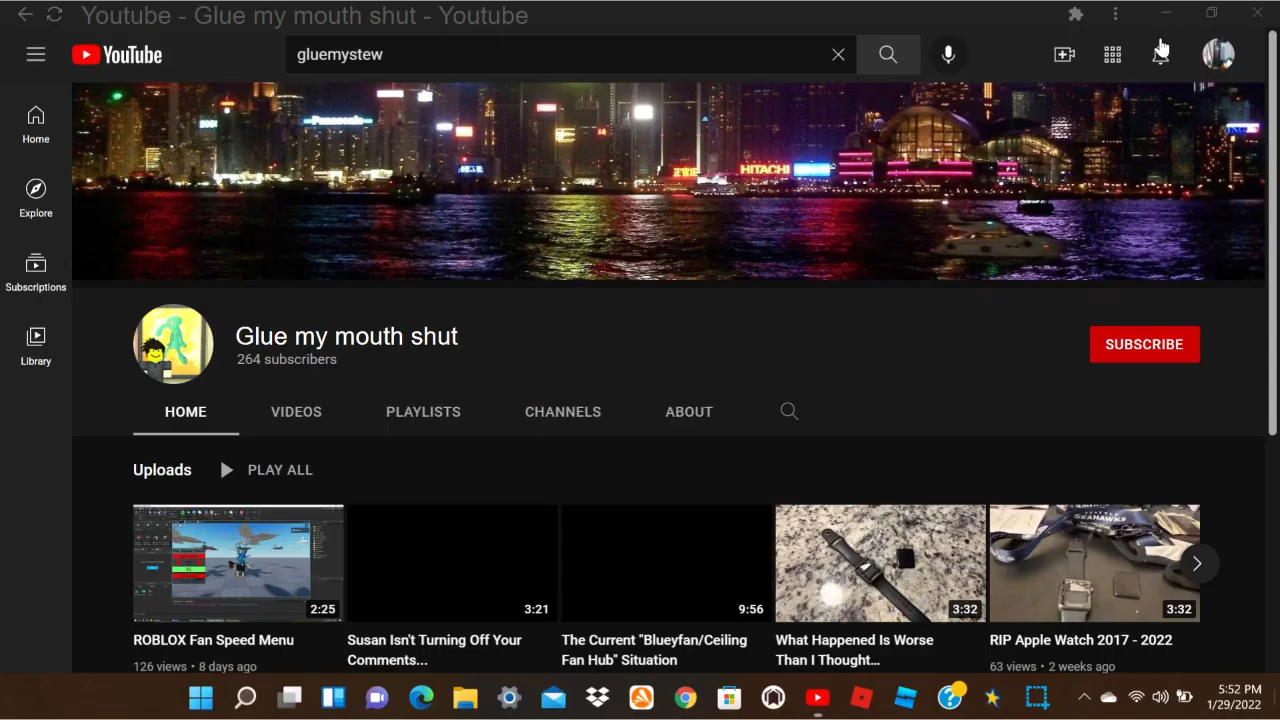 Youtube - Glue my mouth shut - Youtube
YouTube
gluemystew
Home
Explore
Subscriptions
Library
Panasonic
HITACHI
ING
Glue my mouth shut
264 subscribers
SUBSCRIBE
HOME VIDEOS PLAYLISTS CHANNELS ABOUT
Uploads PLAY ALL
SEAHAWKS
2:25 3:21 9:56 3:32 3:32
ROBLOX Fan Speed Menu
126 views • 8 days ago
Susan Isn't Turning Off Your
Comments...
The Current "Blueyfan/Ceiling
Fan Hub" Situation
What Happened Is Worse
Than I Thought...
RIP Apple Watch 2017 - 2022
63 views • 2 weeks ago
5:52 PM
1/29/2022